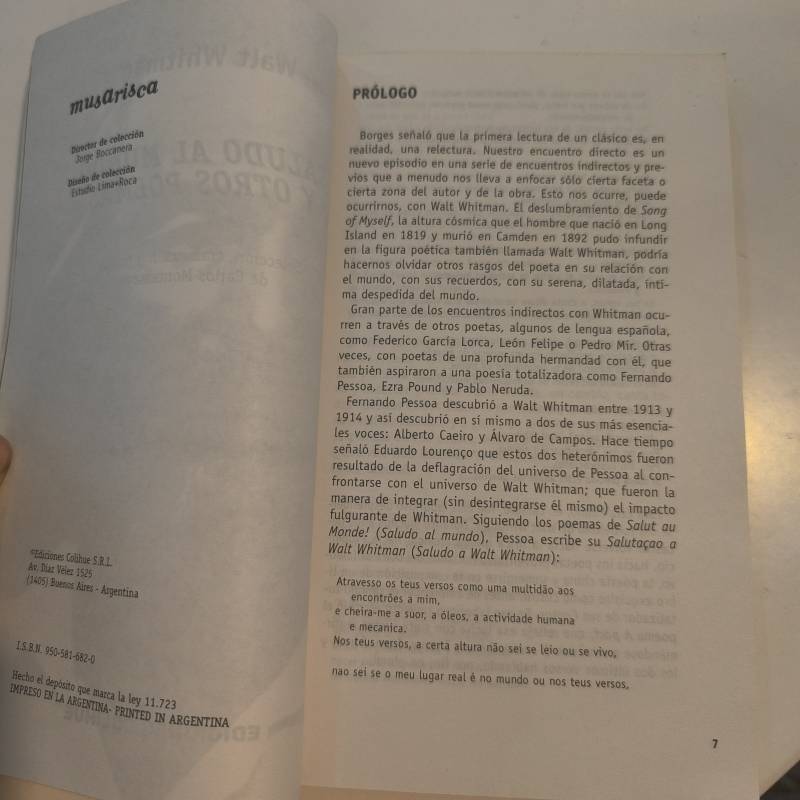 musarisca
Director de colección
Jorge Boccanera
Diseño de colección
Estudio Lima+Roca
©Ediciones Colihue S.R.L.
Av. Díaz Vélez 1525
(1405) Buenos Aires - Argentina
I.S.B.N. 950-581-682-0
Hecho el depósito que marca la ley 11.723
IMPRESO EN LA ARGENTINA- PRINTED IN ARGENTINA
PRÓLOGO
Borges señaló que la primera lectura de un clásico es, en
realidad, una relectura. Nuestro encuentro directo es un
nuevo episodio en una serie de encuentros indirectos y pre-
vios que a menudo nos lleva a enfocar sólo cierta faceta o
cierta zona del autor y de la obra. Esto nos ocurre, puede
ocurrirnos, con Walt Whitman. El deslumbramiento de Song
of Myself, la altura cósmica que el hombre que nació en Long
Island en 1819 y murió en Camden en 1892 pudo infundir
en la figura poética también llamada Walt Whitman, podría
hacernos olvidar otros rasgos del poeta en su relación con
el mundo, con sus recuerdos, con su serena, dilatada, ínti-
ma despedida del mundo.
Gran parte de los encuentros indirectos con Whitman ocu-
rren a través de otros poetas, algunos de lengua española,
como Federico García Lorca, León Felipe o Pedro Mir. Otras
veces, con poetas de una profunda hermandad con él, que
también aspiraron a una poesía totalizadora como Fernando
Pessoa, Ezra Pound y Pablo Neruda.
Fernando Pessoa descubrió a Walt Whitman entre 1913 y
1914 y así descubrió en sí mismo a dos de sus más esencia-
les voces: Alberto Caeiro y Álvaro de Campos. Hace tiempo
señaló Eduardo Lourenço que estos dos heterónimos fueron
resultado de la deflagración del universo de Pessoa al con-
frontarse con el universo de Walt Whitman; que fueron la
manera de integrar (sin desintegrarse él mismo) el impacto
fulgurante de Whitman. Siguiendo los poemas de Salut au
Monde! (Saludo al mundo), Pessoa escribe su Salutaçao a
Walt Whitman (Saludo a Walt Whitman):
Atravesso os teus versos como uma multidão aos
encontrões a mim,
e cheira-me a suor, a óleos, a actividade humana
e mecanica.
Nos teus versos, a certa altura não sei se leio ou se vivo,
nao sei se o meu lugar real é no mundo ou nos teus versos,
7